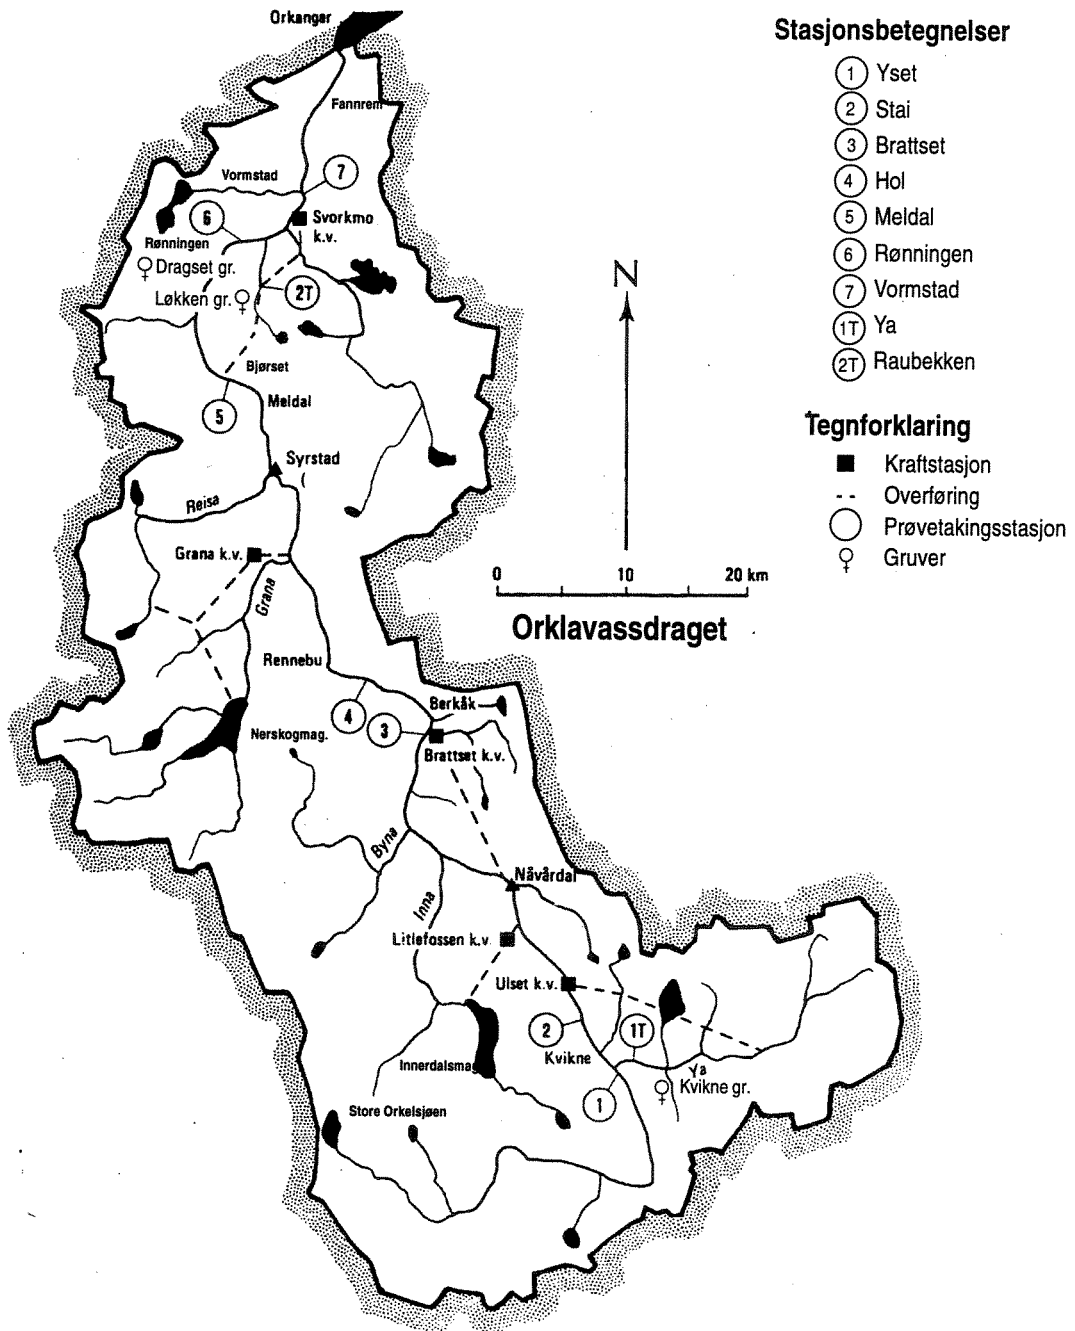 Orkanger
Fannrem
Vormstad
7
6
Svorkmo
k.v.
Rønningen
Dragset gr.
Løkken gr.
2T
Bjørset
5
Meldal
Syrstad
Reisa
Grana k.v.
Grana
Rennebu
Berkåk
4
3
Nerskogmag.
Brattset k.v.
Byna
Nåvårdal
Inna
Litlefossen k.v.
Ulset k.v.
2
1T
Kvikne
Ya
Innerdalsmag.
Kvikne gr.
1
Store Orkelsjøen
Stasjonsbetegnelser
1 Yset
2 Stai
3 Brattset
4 Hol
5 Meldal
6 Rønningen
7 Vormstad
1T Ya
2T Raubekken
Tegnforklaring
Kraftstasjon
Overføring
Prøvetakingsstasjon
Gruver
N
0 10 20 km
Orklavassdraget